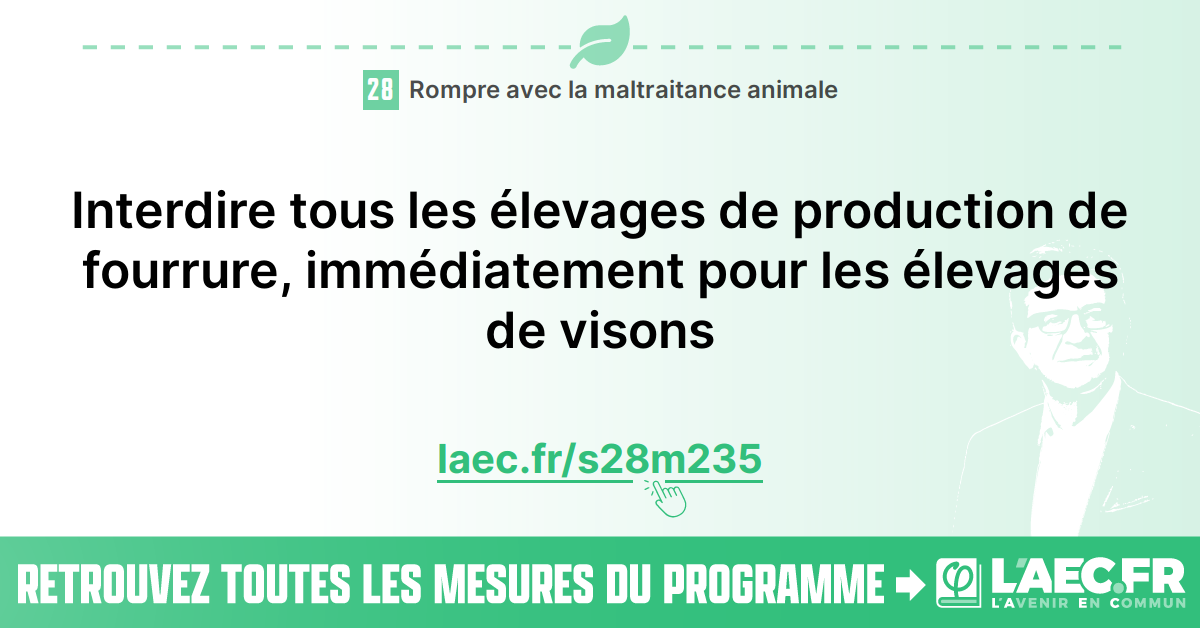 28 Rompre avec la maltraitance animale
Interdire tous les élevages de production de
fourrure, immédiatement pour les élevages
de visons
laec.fr/s28m235
RETROUVEZ TOUTES LES MESURES DU PROGRAMME
φ L'AEC.FR
L'AVENIR EN COMMUN